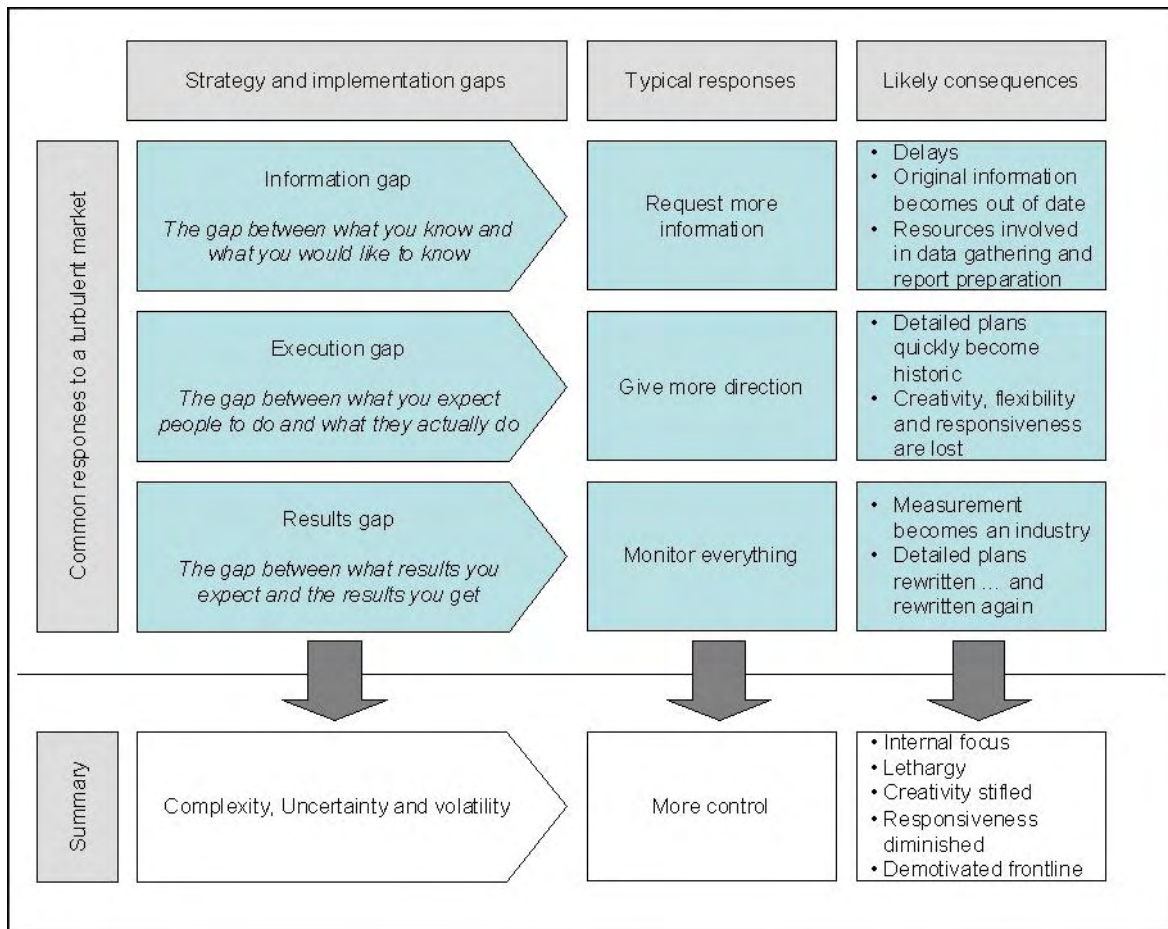 Strategy and implementation gaps
Typical responses
Likely consequences
Common responses to a turbulent market
Information gap
The gap between what you know and
what you would like to know
Request more
information
• Delays
• Original information
becomes out of date
• Resources involved
in data gathering and
report preparation
Execution gap
The gap between what you expect
people to do and what they actually do
Give more direction
• Detailed plans
quickly become
historic
• Creativity, flexibility
and responsiveness
are lost
Results gap
The gap between what results you
expect and the results you get
Monitor everything
• Measurement
becomes an industry
• Detailed plans
rewritten ... and
rewritten again
Summary
Complexity, Uncertainty and volatility
More control
• Internal focus
• Lethargy
• Creativity stifled
• Responsiveness
diminished
• Demotivated frontline